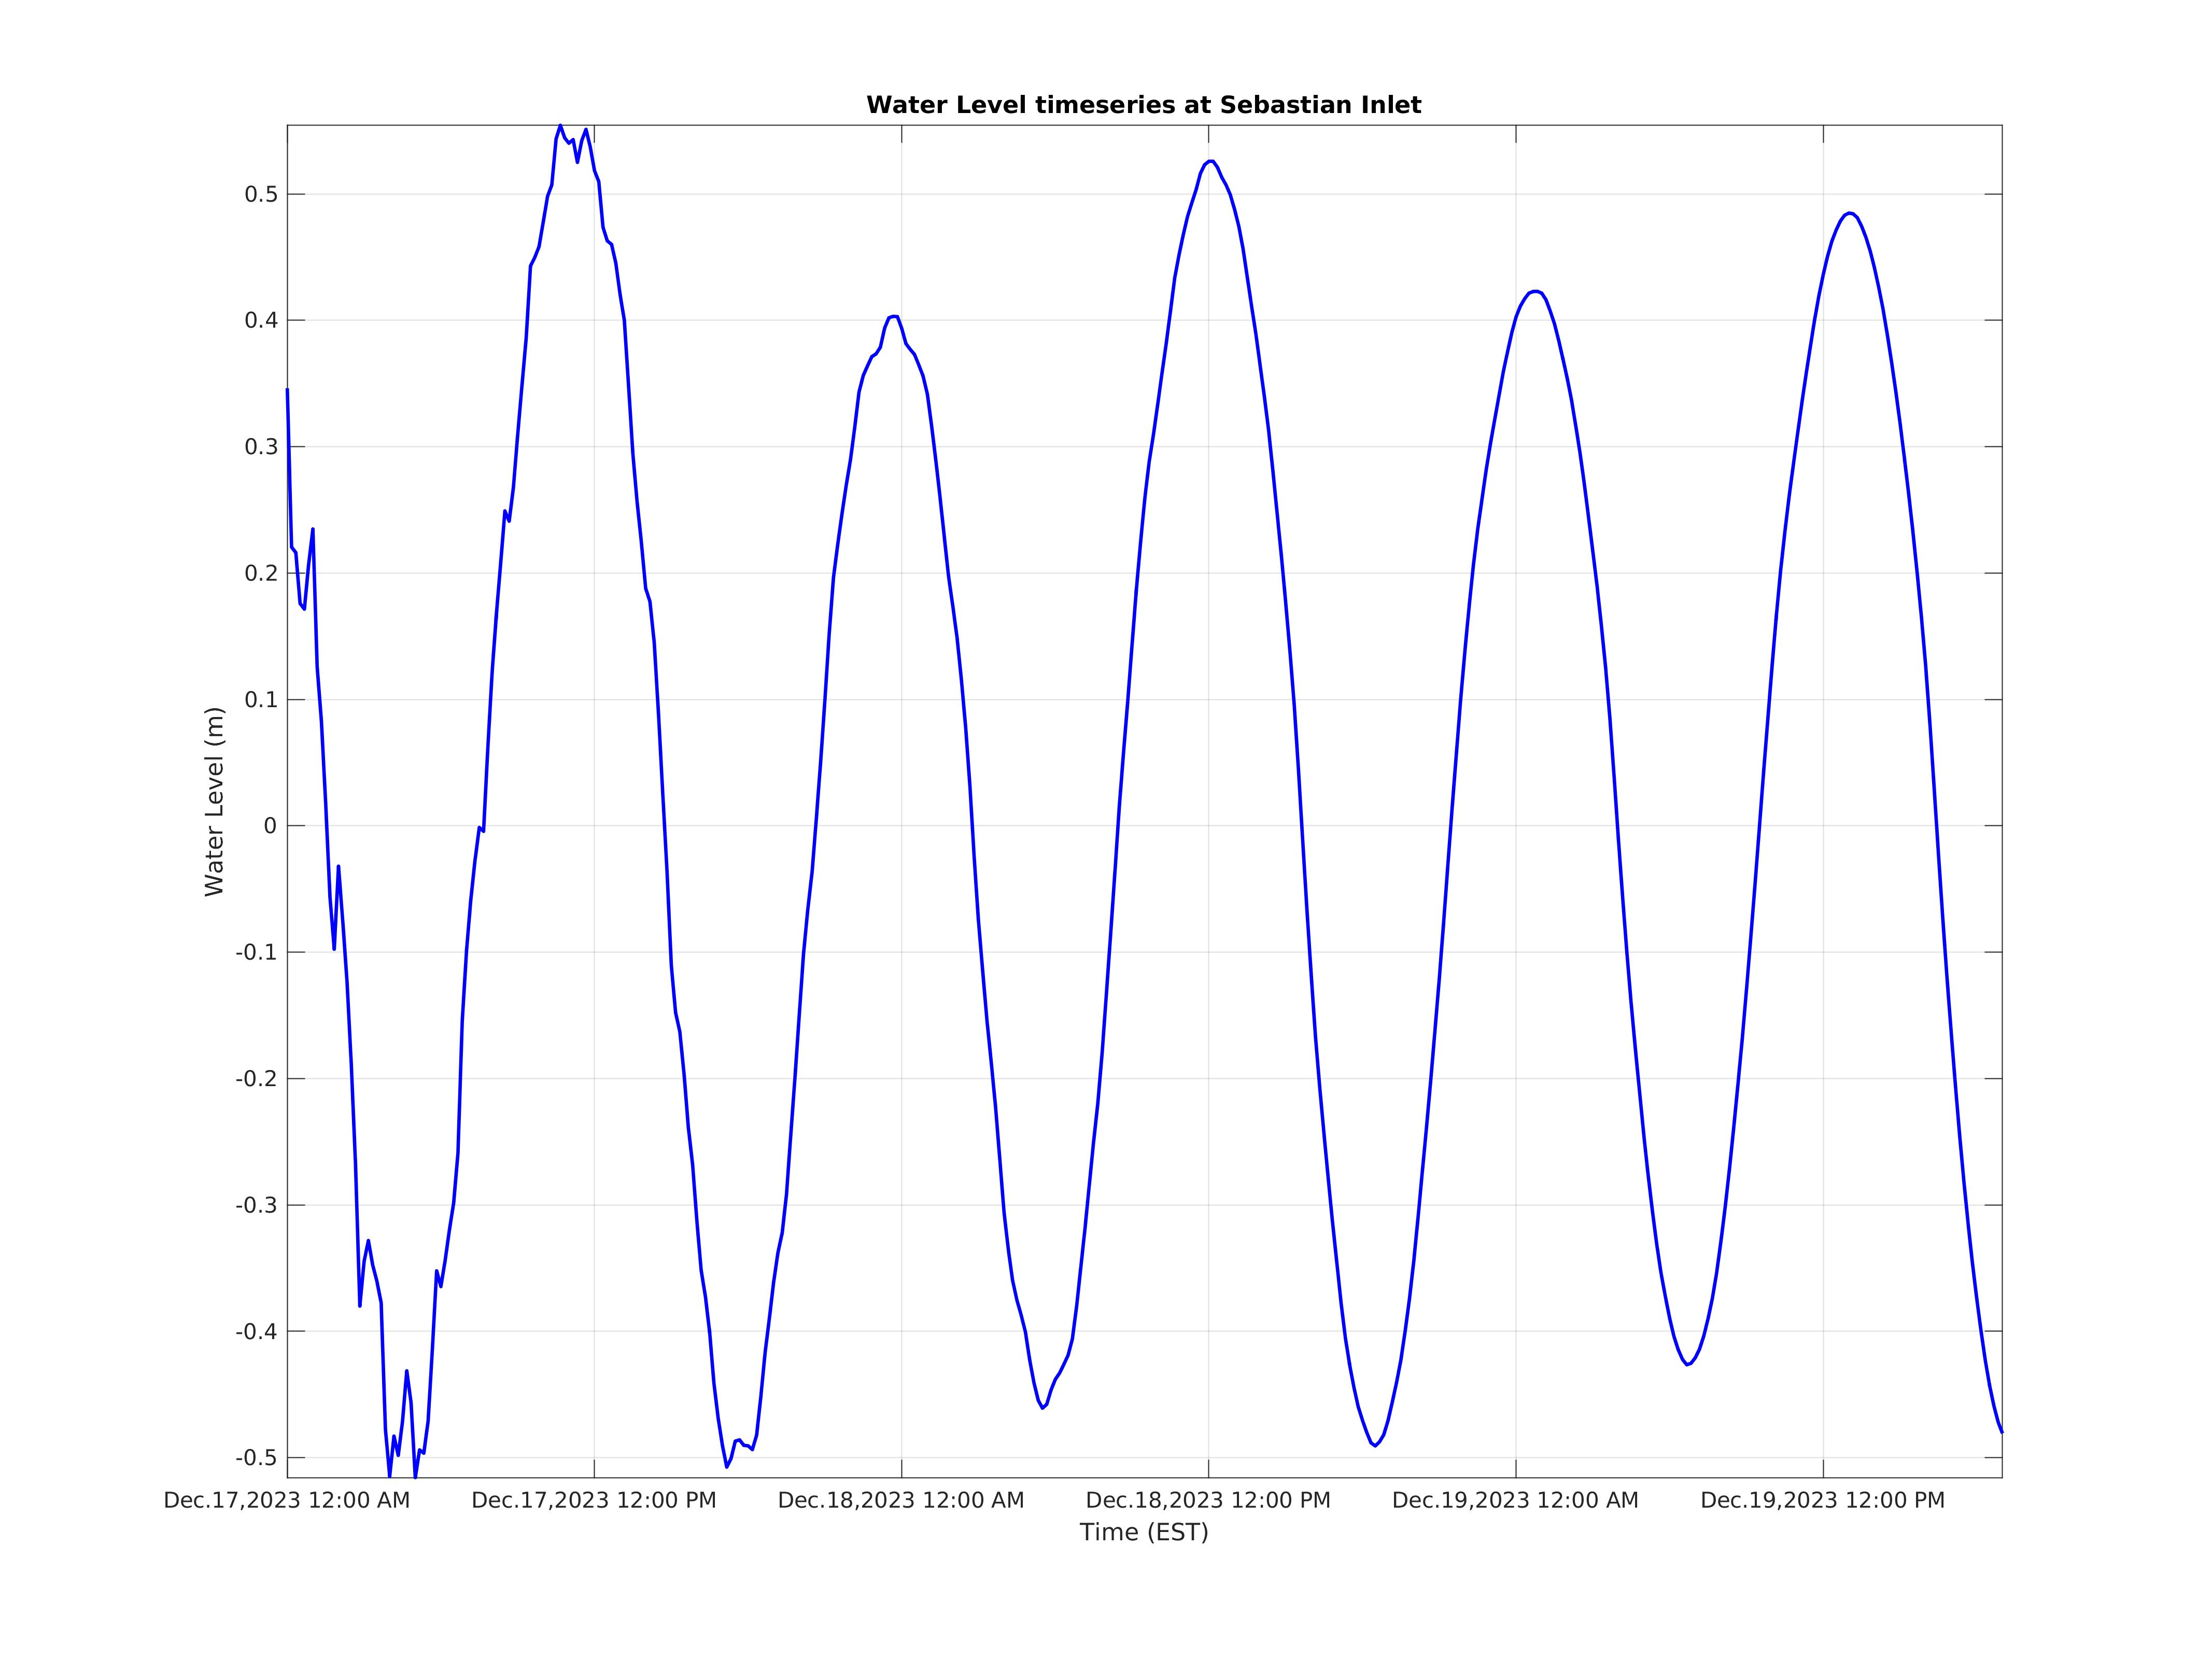 Water Level timeseries at Sebastian Inlet
0.5
0.4
0.3
0.2
0.1
0
-0.1
-0.2
-0.3
-0.4
-0.5
Water Level (m)
Dec.17,2023 12:00 AM
Dec.17,2023 12:00 PM
Dec.18,2023 12:00 AM
Dec.18,2023 12:00 PM
Dec.19,2023 12:00 AM
Dec.19,2023 12:00 PM
Time (EST)